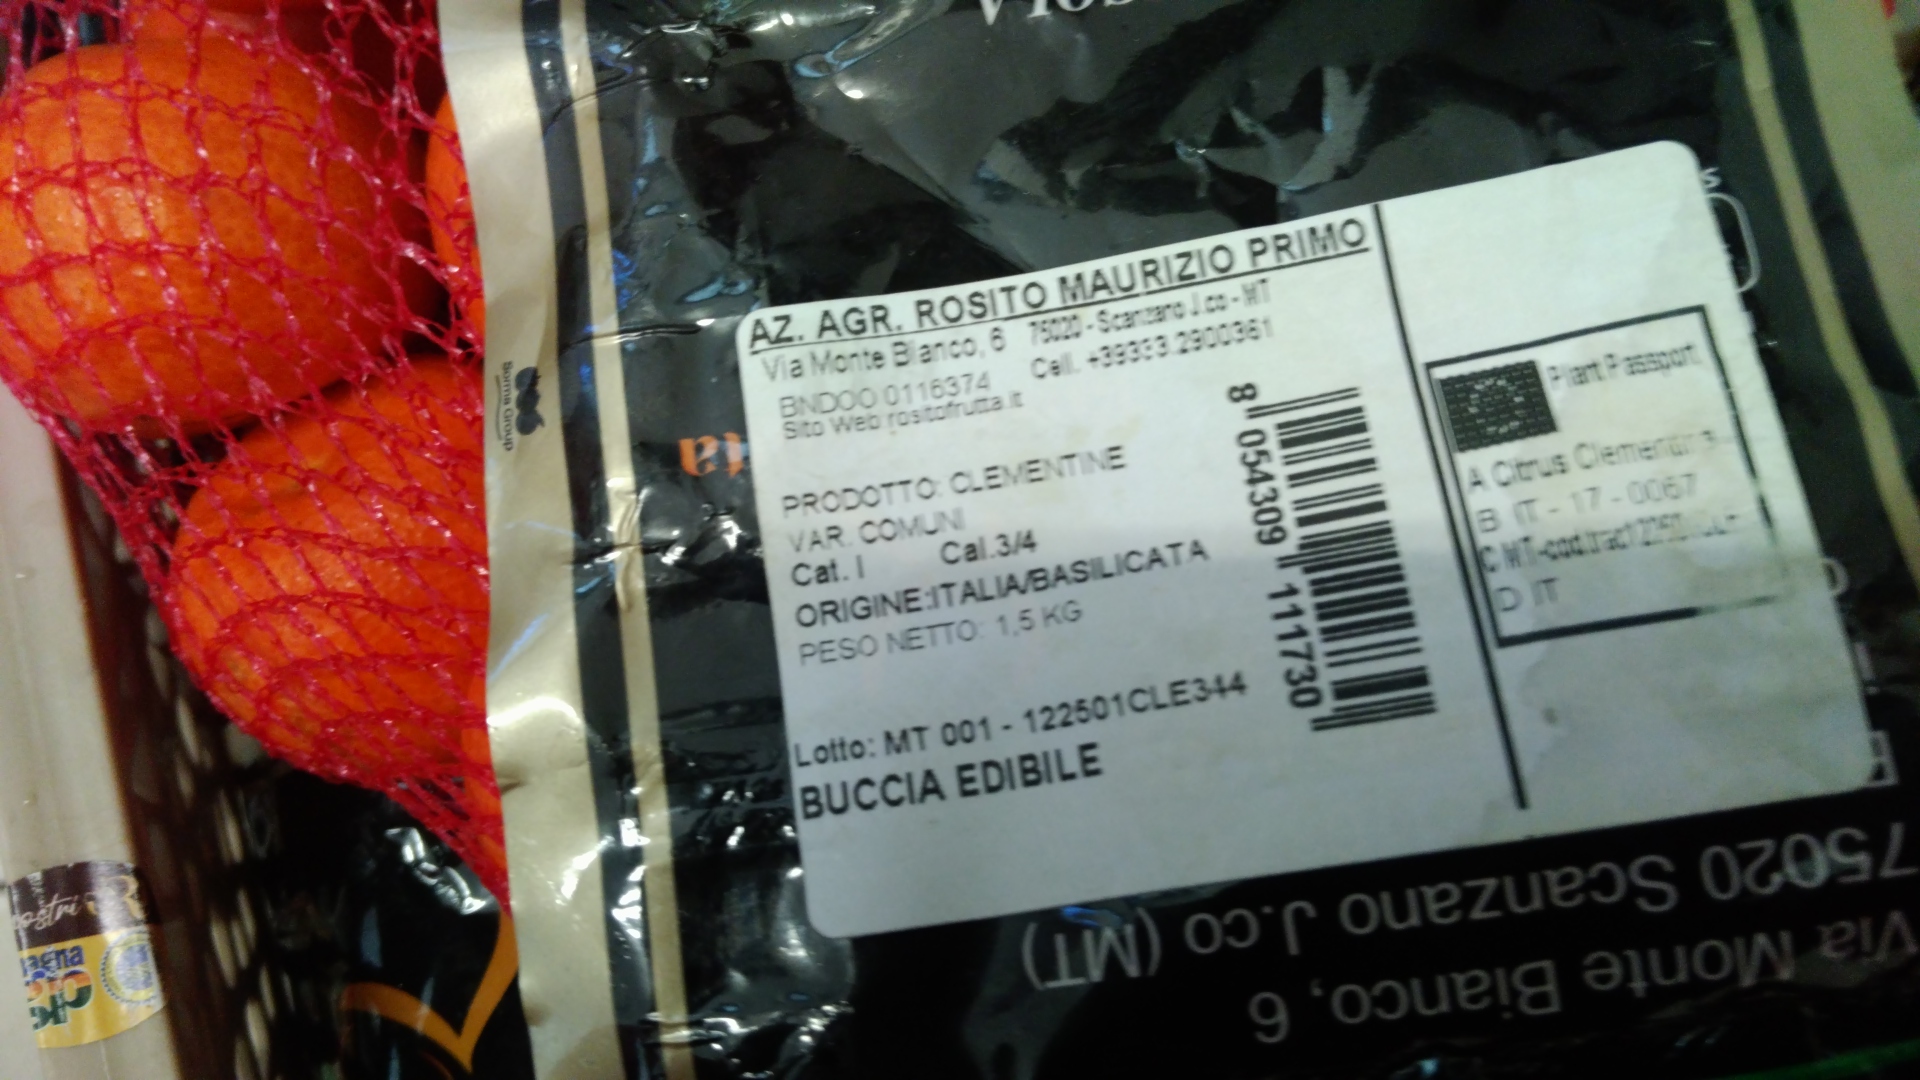 AZ. AGR. ROSITO MAURIZIO PRIMO
Via Monte Bianco, 6 75020 - Scanzano J.co - MT
Cell. +39333.2900361
BNDOO 0116374
Sito Web:rositofrutta.it
PRODOTTO: CLEMENTINE
VAR. COMUNI
Cat. I Cal.3/4
ORIGINE:ITALIA/BASILICATA
PESO NETTO: 1,5 KG
Lotto: MT 001 - 122501CLE344
BUCCIA EDIBILE
8 054309 111730
Plant Passport
A Citrus
B IT - 17 - 0067
D IT
Via Monte Bianco, 6
75020 Scanzano J.co (MT)
Sorma Group
ta